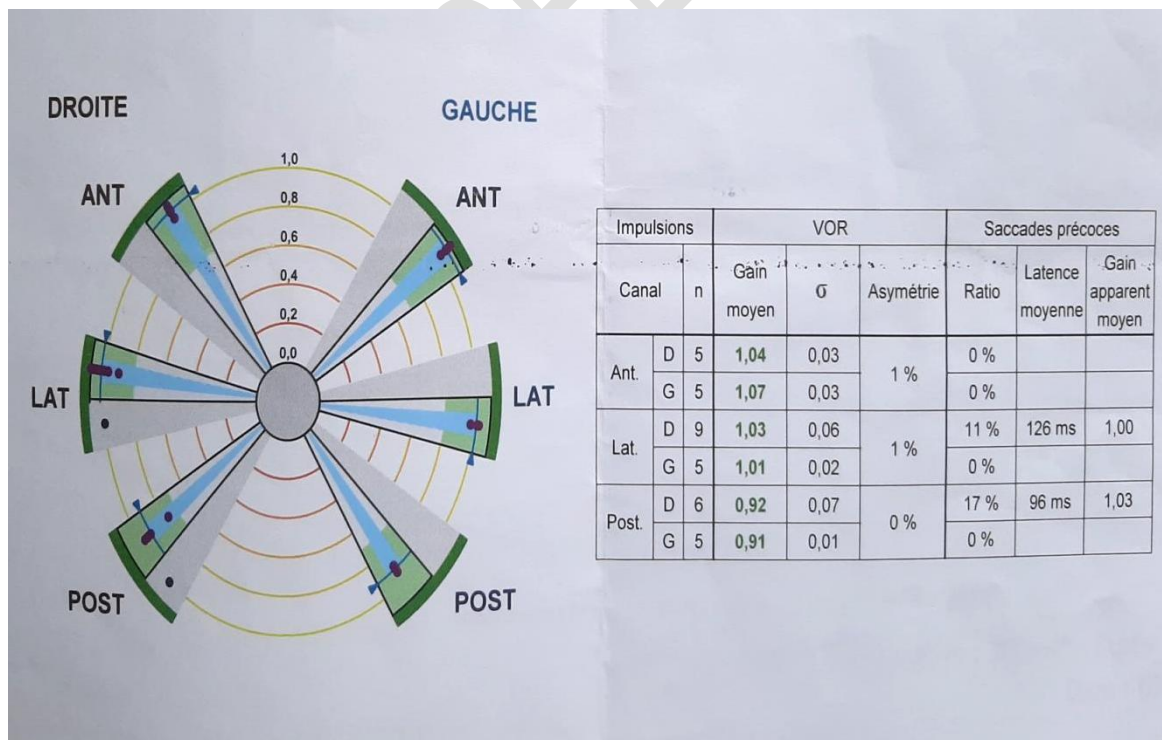 DROITE
GAUCHE
ANT
ANT
1,0
0,8
0,6
0,4
0,2
0,0
LAT
LAT
POST
POST
Impulsions VOR Saccades précoces
Canal n Gain moyen σ Asymétrie Ratio Latence moyenne Gain apparent moyen
Ant. D 5 1,04 0,03 1 % 0 %
G 5 1,07 0,03 0 %
Lat. D 9 1,03 0,06 1 % 11 % 126 ms 1,00
G 5 1,01 0,02 0 %
Post. D 6 0,92 0,07 0 % 17 % 96 ms 1,03
G 5 0,91 0,01 0 %